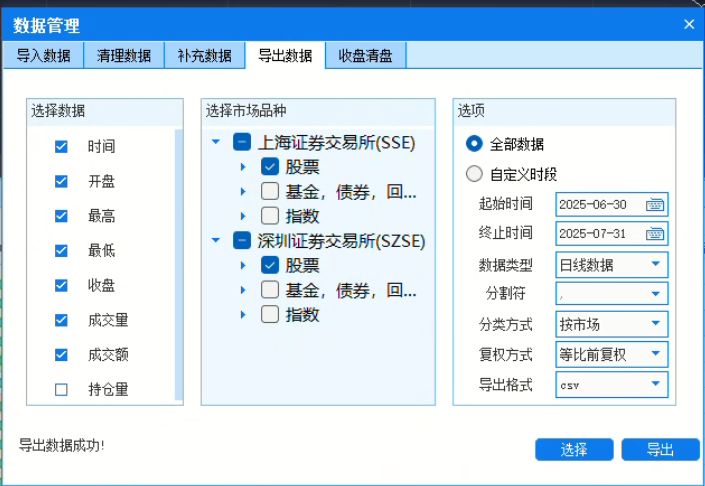 数据管理
导入数据
清理数据
补充数据
导出数据
收盘清盘
选择数据
时间
开盘
最高
最低
收盘
成交量
成交额
持仓量
选择市场品种
上海证券交易所(SSE)
股票
基金，债券，回...
指数
深圳证券交易所(SZSE)
股票
基金，债券，回...
指数
选项
全部数据
自定义时段
起始时间 2025-06-30
终止时间 2025-07-31
数据类型 日线数据
分割符 ,
分类方式 按市场
复权方式 等比前复权
导出格式 csv
导出数据成功!
选择
导出